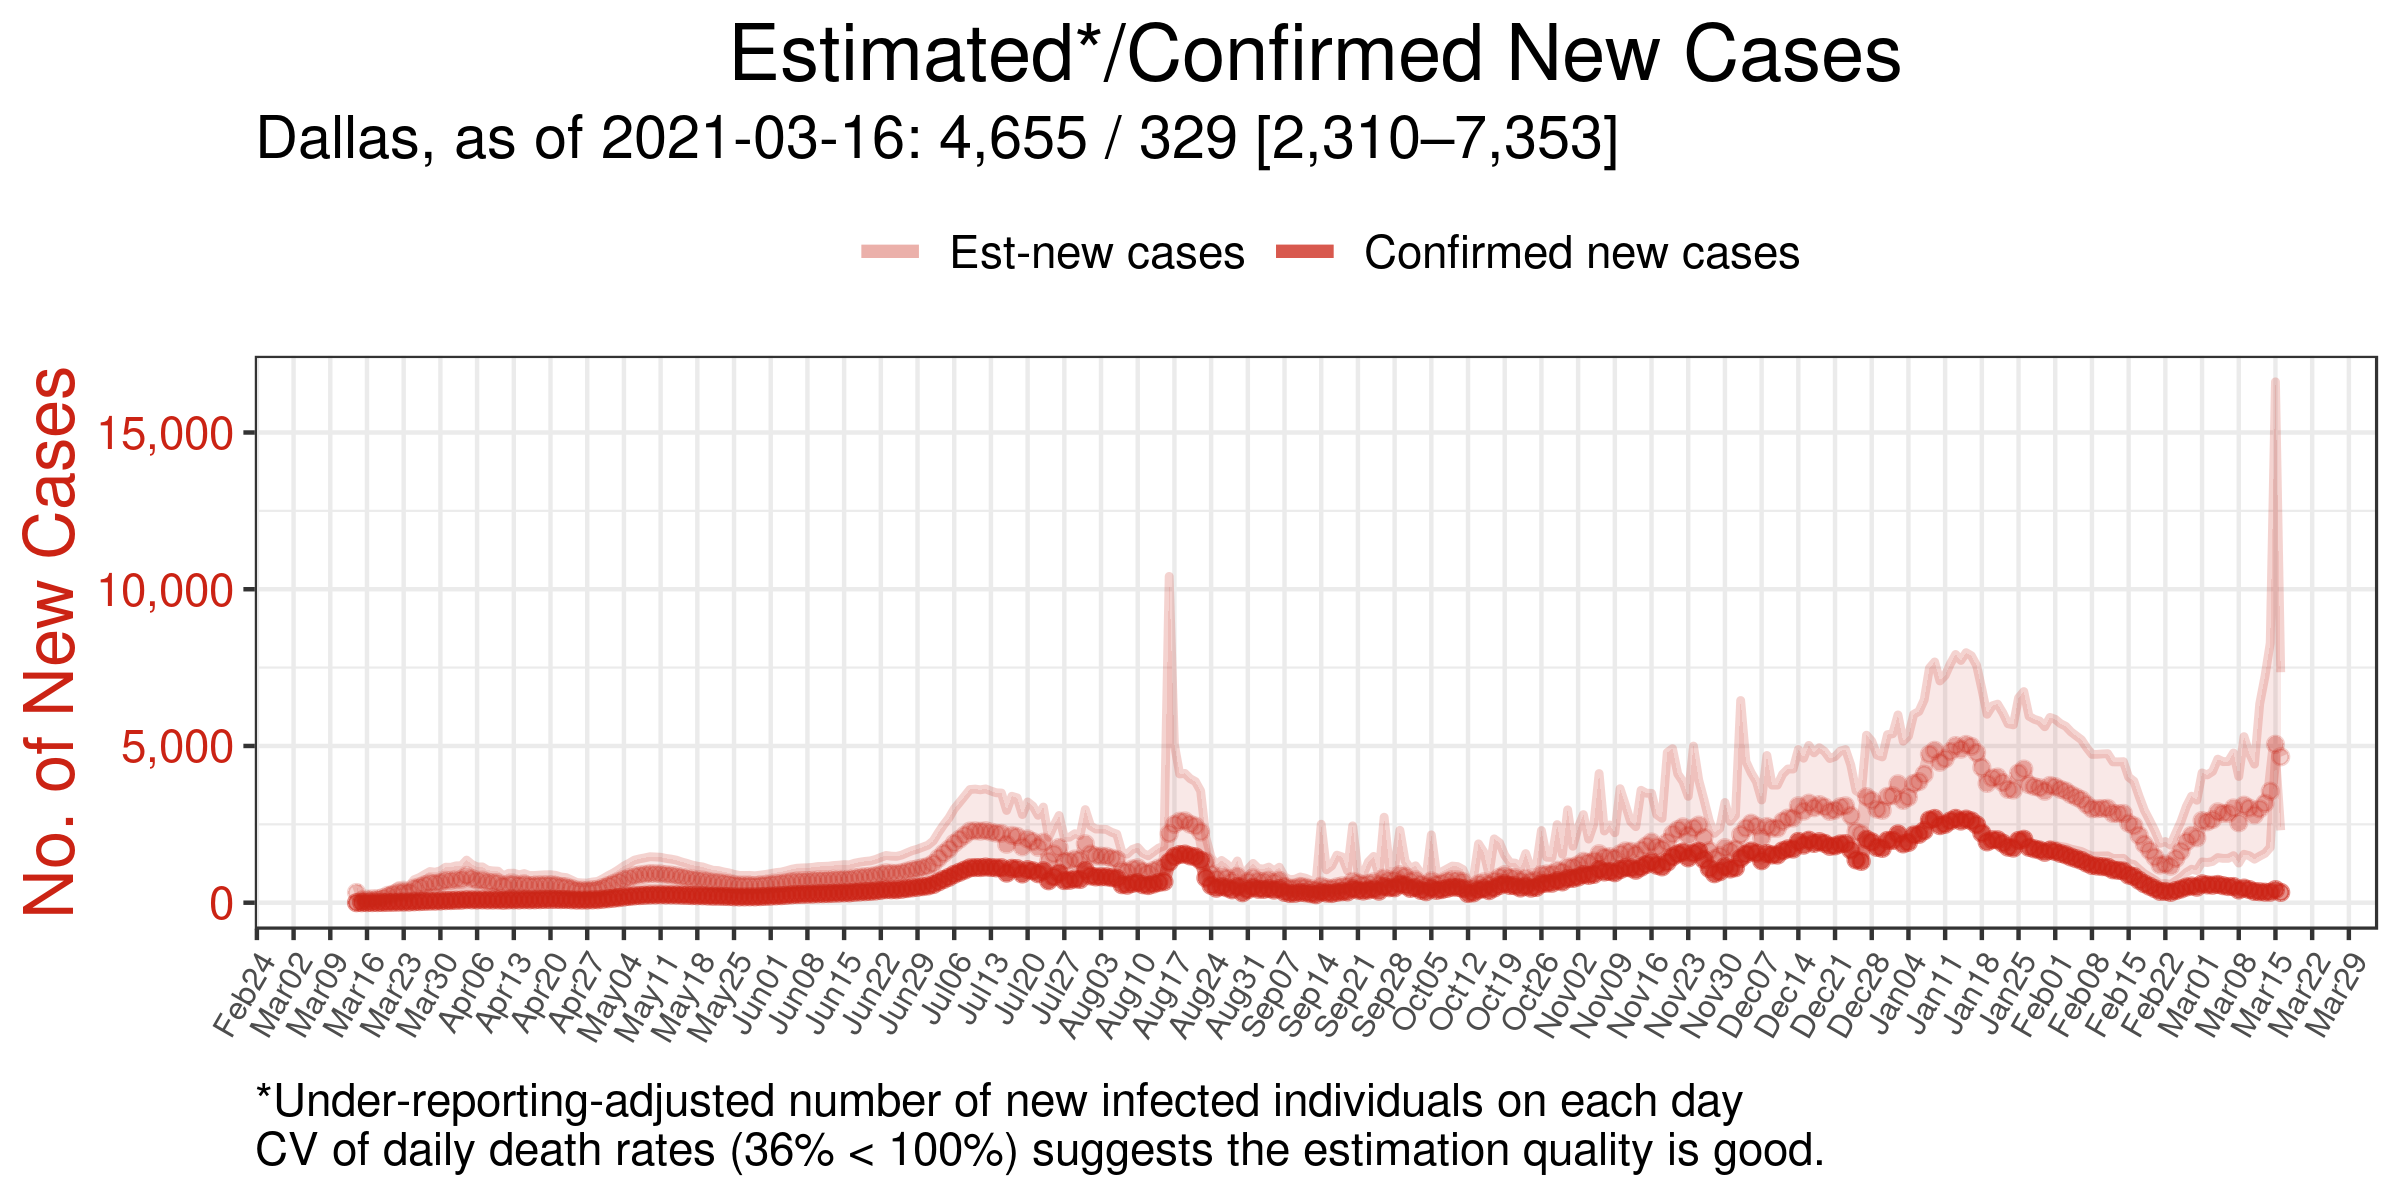 Estimated*/Confirmed New Cases
Dallas, as of 2021-03-16: 4,655 / 329 [2,310–7,353]
Est-new cases Confirmed new cases
No. of New Cases
15,000
10,000
5,000
0
Feb24 Mar02 Mar09 Mar16 Mar23 Mar30 Apr06 Apr13 Apr20 Apr27 May04 May11 May18 May25 Jun01 Jun08 Jun15 Jun22 Jun29 Jul06 Jul13 Jul20 Jul27 Aug03 Aug10 Aug17 Aug24 Aug31 Sep07 Sep14 Sep21 Sep28 Oct05 Oct12 Oct19 Oct26 Nov02 Nov09 Nov16 Nov23 Nov30 Dec07 Dec14 Dec21 Dec28 Jan04 Jan11 Jan18 Jan25 Feb01 Feb08 Feb15 Feb22 Mar01 Mar08 Mar15 Mar22 Mar29
*Under-reporting-adjusted number of new infected individuals on each day
CV of daily death rates (36% < 100%) suggests the estimation quality is good.